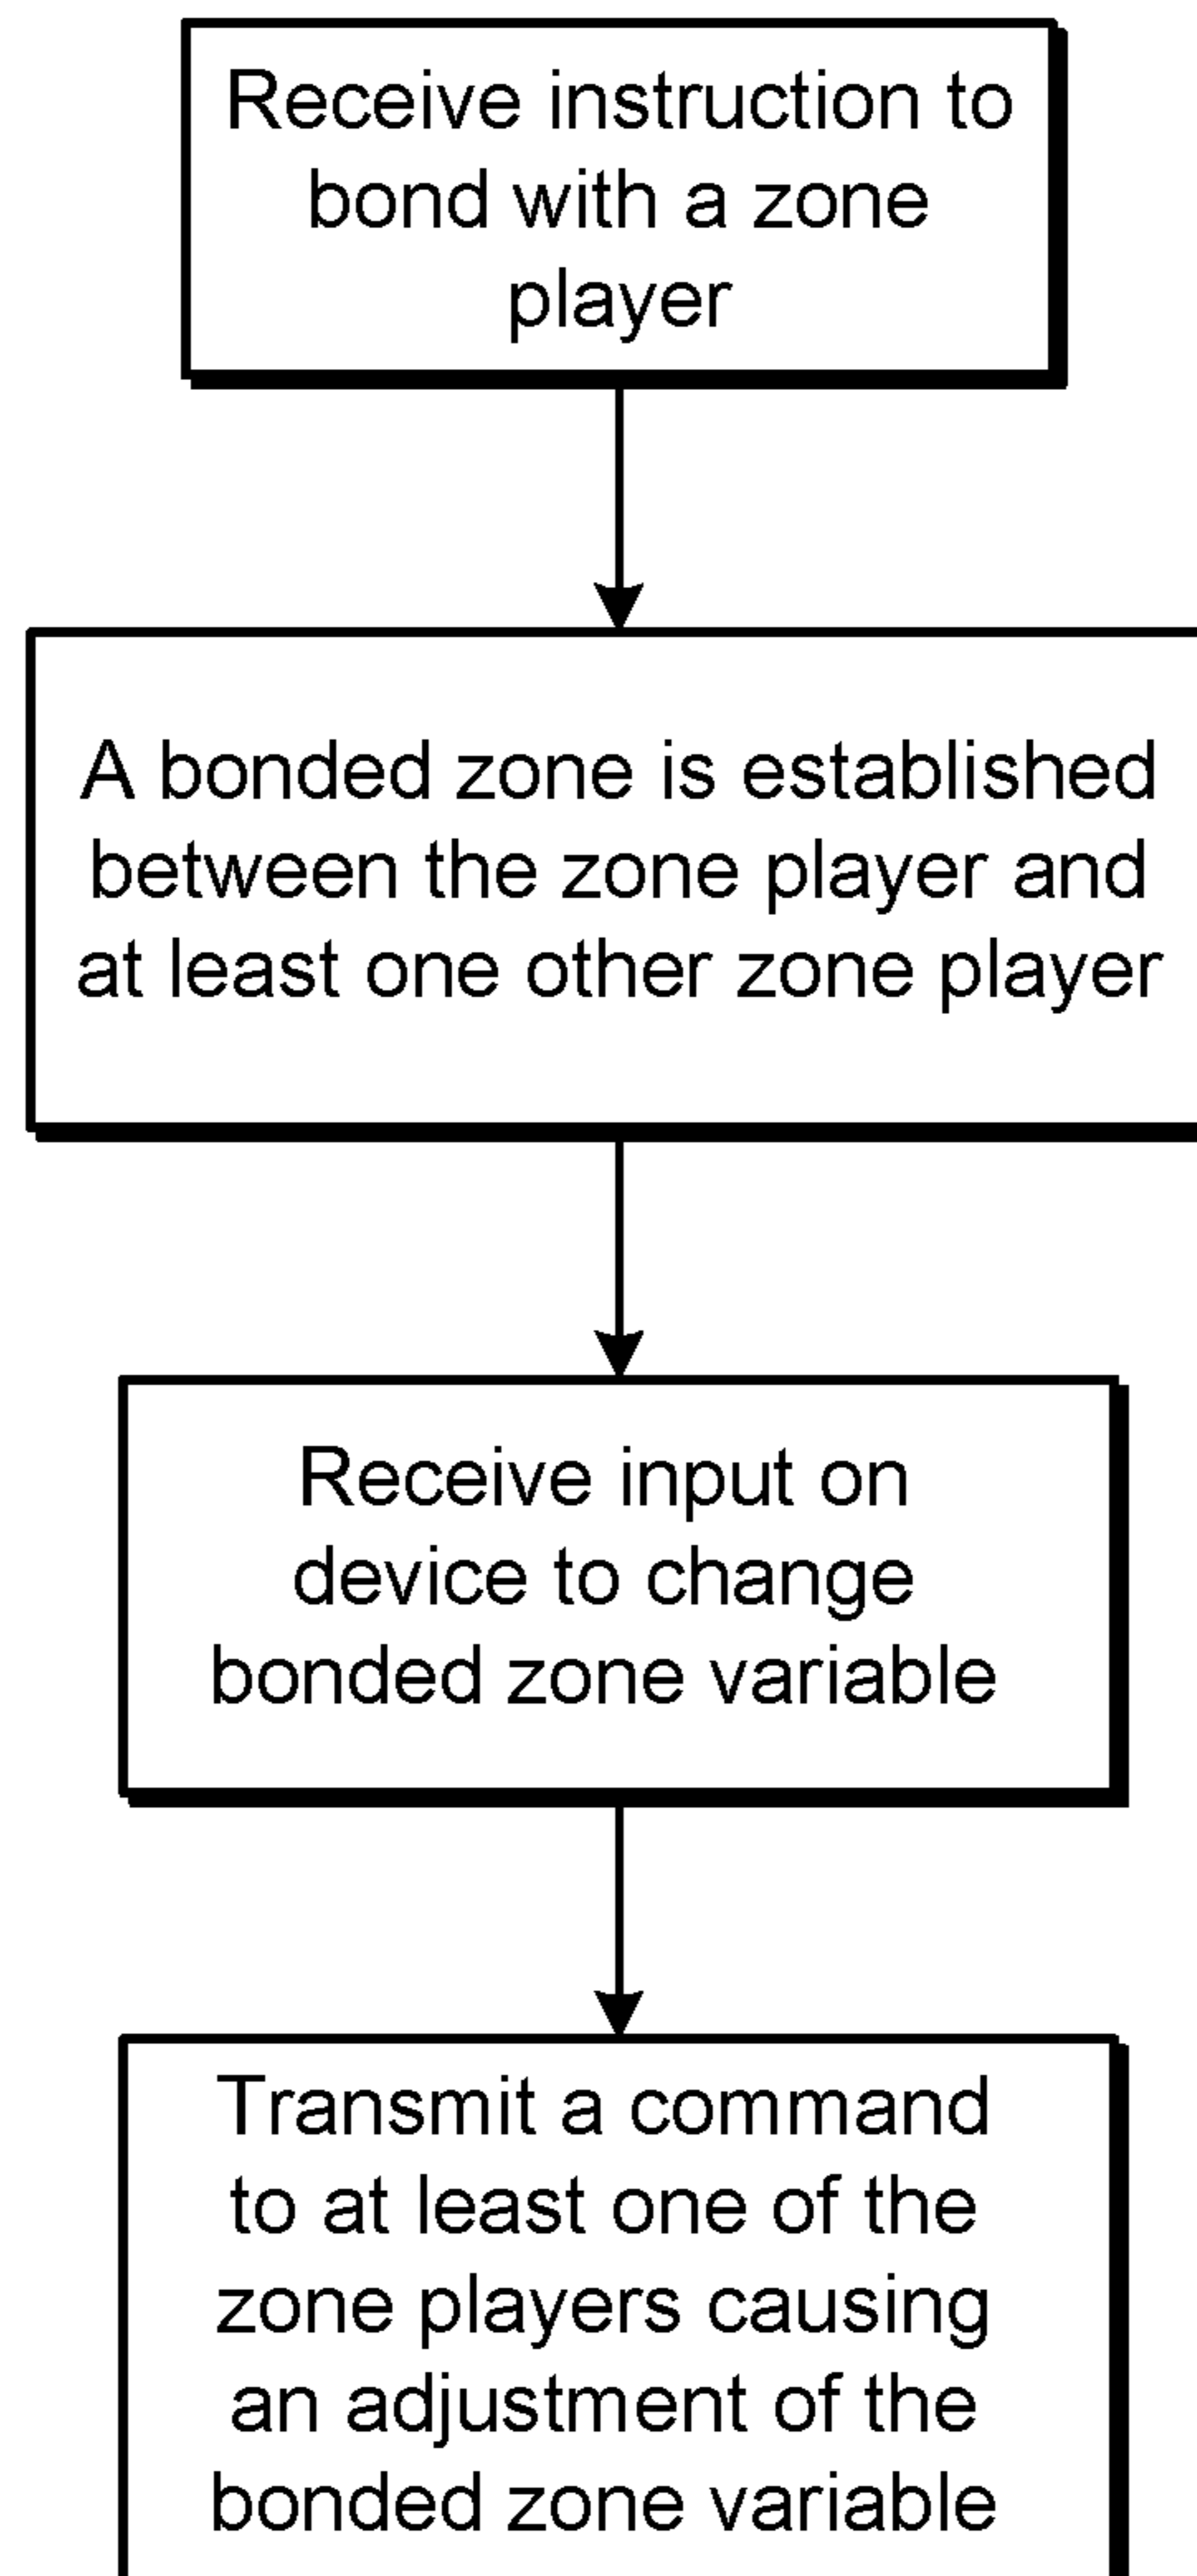 Receive instruction to
bond with a zone
player
A bonded zone is established
between the zone player and
at least one other zone player
Receive input on
device to change
bonded zone variable
Transmit a command
to at least one of the
zone players causing
an adjustment of the
bonded zone variable